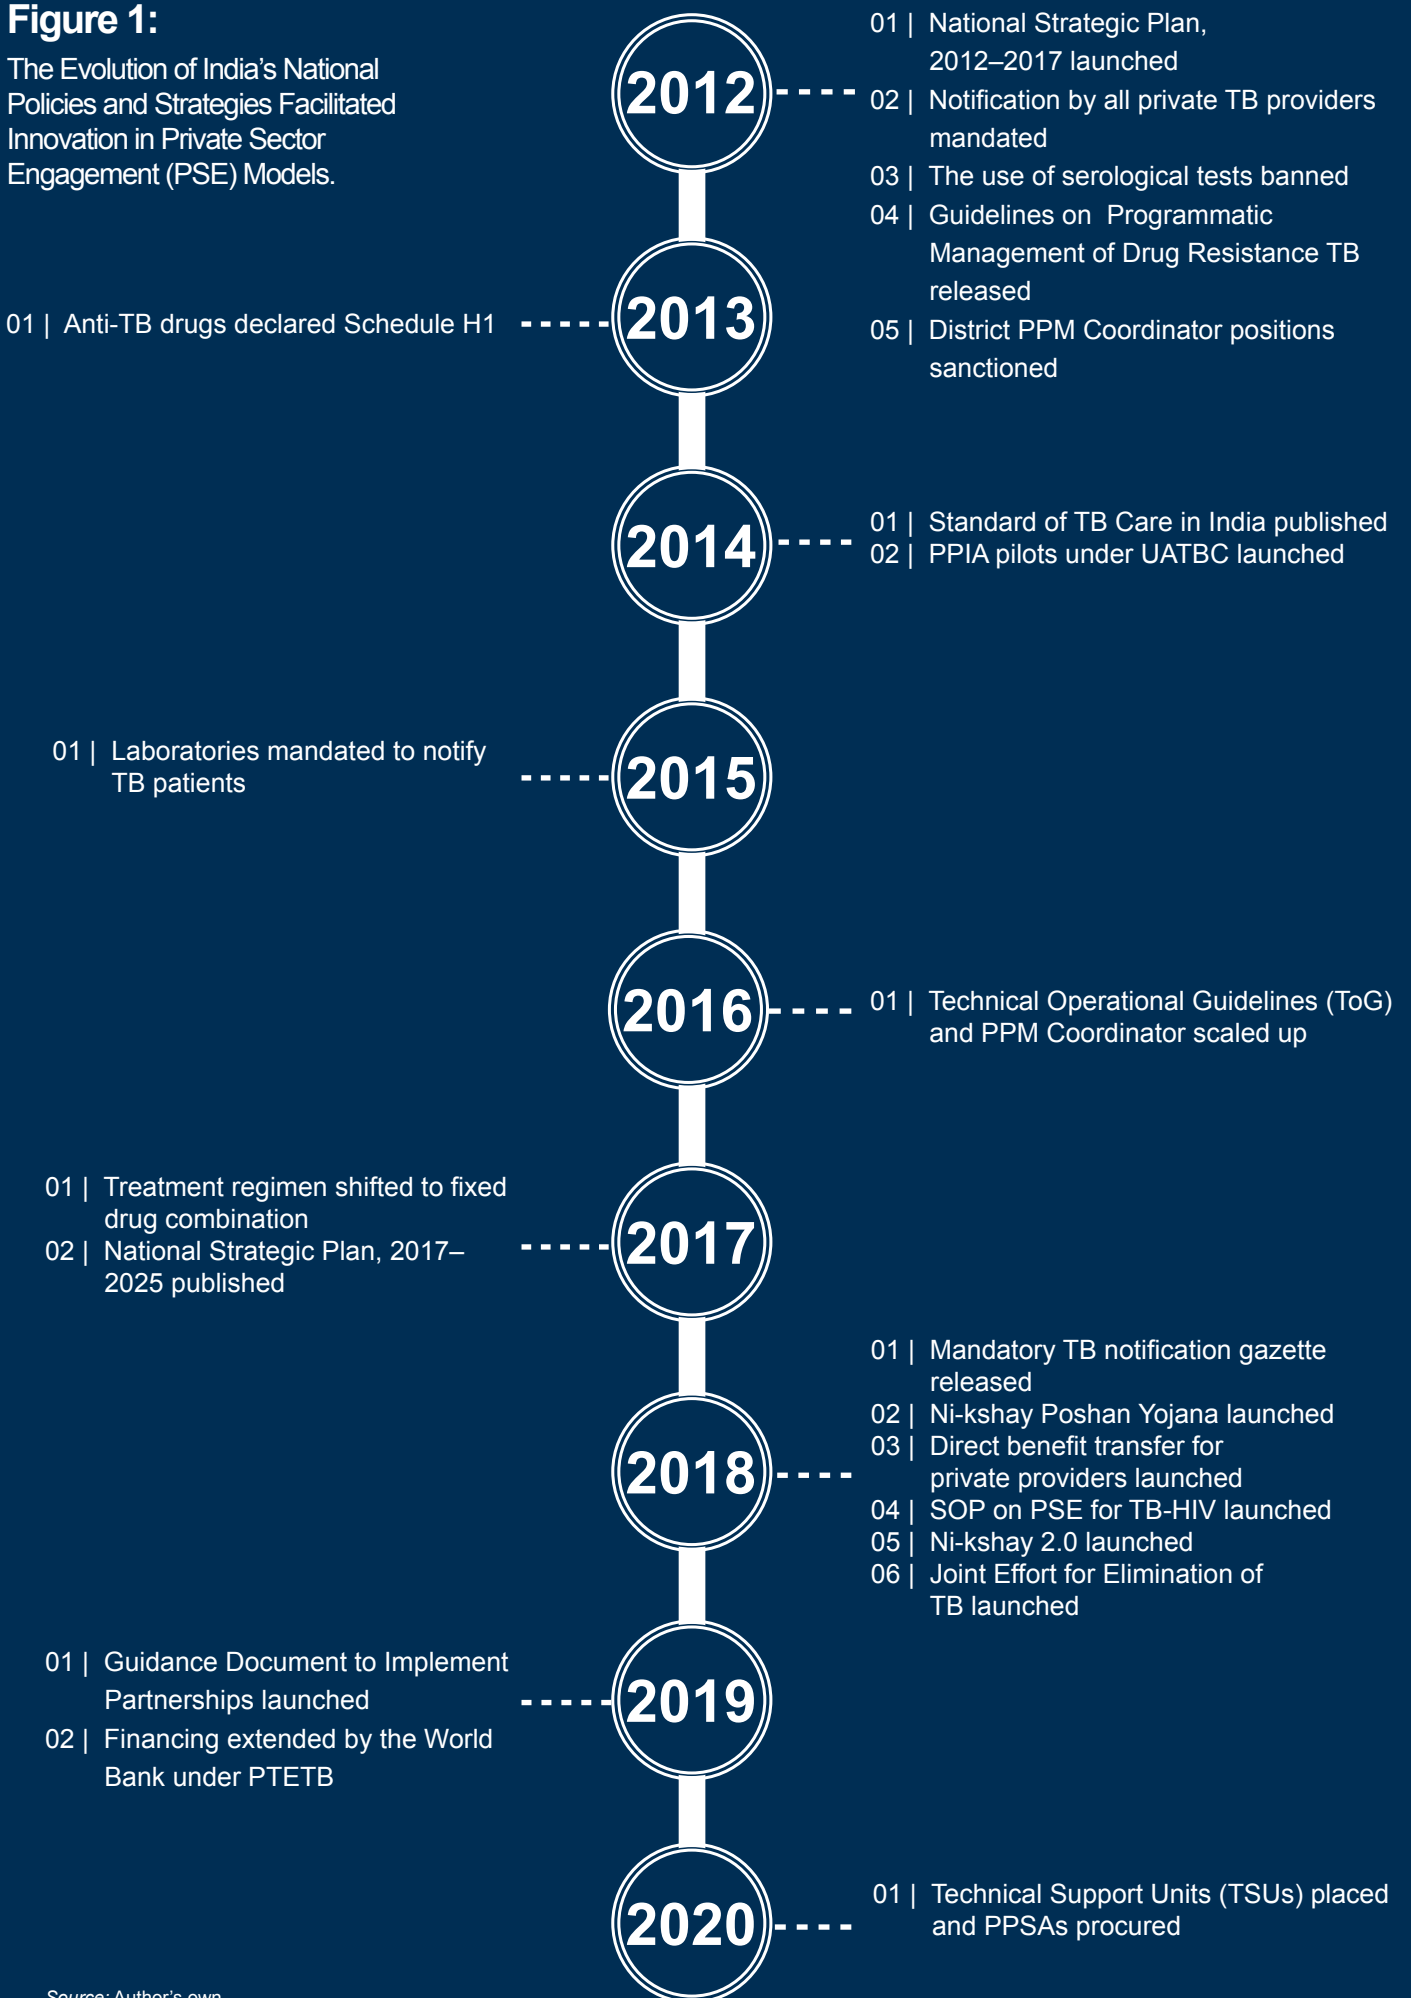 Figure 1:
The Evolution of India's National
Policies and Strategies Facilitated
Innovation in Private Sector
Engagement (PSE) Models.
2012
01 | National Strategic Plan,
2012–2017 launched
02 | Notification by all private TB providers
mandated
03 | The use of serological tests banned
04 | Guidelines on Programmatic
Management of Drug Resistance TB
released
05 | District PPM Coordinator positions
sanctioned
2013
01 | Anti-TB drugs declared Schedule H1
2014
01 | Standard of TB Care in India published
02 | PPIA pilots under UATBC launched
2015
01 | Laboratories mandated to notify
TB patients
2016
01 | Technical Operational Guidelines (ToG)
and PPM Coordinator scaled up
2017
01 | Treatment regimen shifted to fixed
drug combination
02 | National Strategic Plan, 2017–
2025 published
2018
01 | Mandatory TB notification gazette
released
02 | Ni-kshay Poshan Yojana launched
03 | Direct benefit transfer for
private providers launched
04 | SOP on PSE for TB-HIV launched
05 | Ni-kshay 2.0 launched
06 | Joint Effort for Elimination of
TB launched
2019
01 | Guidance Document to Implement
Partnerships launched
02 | Financing extended by the World
Bank under PTETB
2020
01 | Technical Support Units (TSUs) placed
and PPSAs procured
Source: Author's own